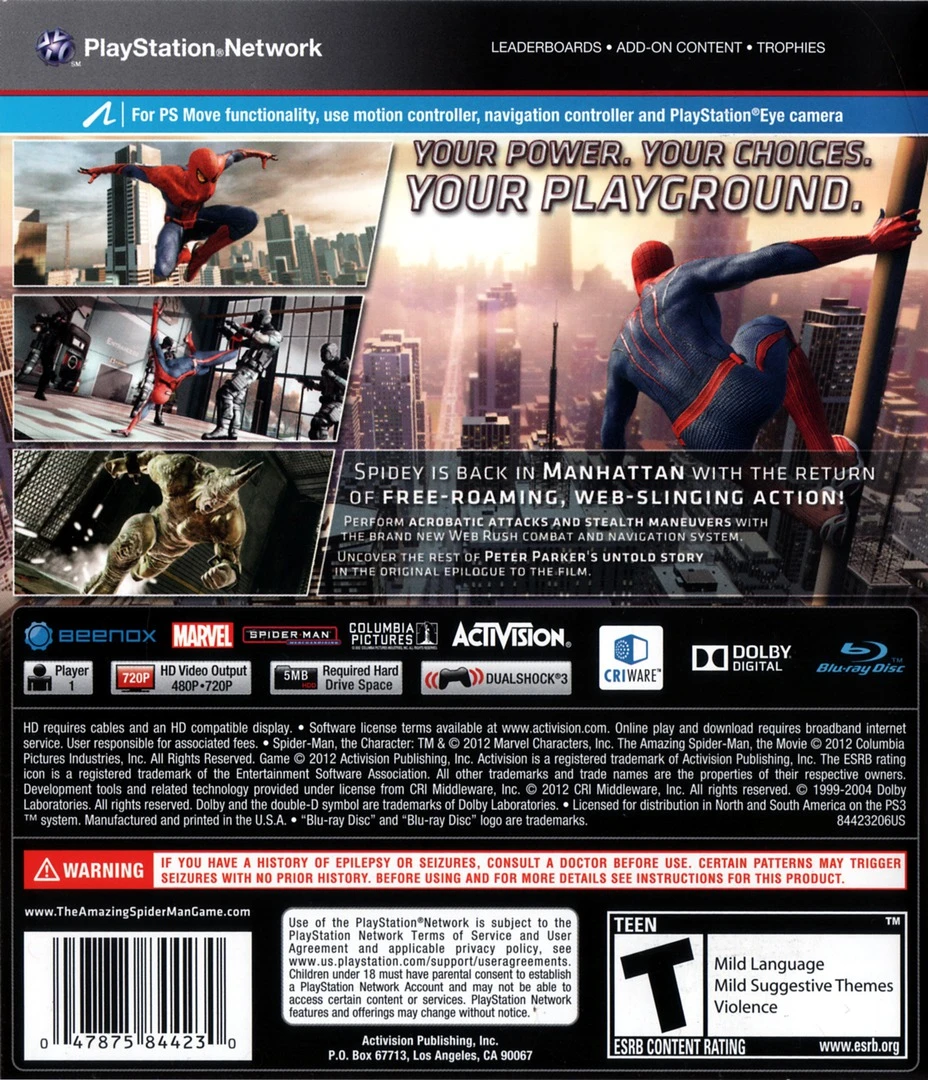 PlayStation®Network
SM
LEADERBOARDS • ADD-ON CONTENT • TROPHIES
For PS Move functionality, use motion controller, navigation controller and PlayStation®Eye camera
YOUR POWER. YOUR CHOICES.
YOUR PLAYGROUND.
SPIDEY IS BACK IN MANHATTAN WITH THE RETURN
OF FREE-ROAMING, WEB-SLINGING ACTION!
PERFORM ACROBATIC ATTACKS AND STEALTH MANEUVERS WITH
THE BRAND NEW WEB RUSH COMBAT AND NAVIGATION SYSTEM.
UNCOVER THE REST OF PETER PARKER'S UNTOLD STORY
IN THE ORIGINAL EPILOGUE TO THE FILM.
BEENOX
MARVEL
SPIDER-MAN
COLUMBIA
PICTURES
ACTIVISION®
CRIWARE™
DOLBY
DIGITAL
Blu-ray Disc™
Player
1
720P
HD Video Output
480P•720P
5MB
HDD
Required Hard
Drive Space
DUALSHOCK®3
HD requires cables and an HD compatible display. • Software license terms available at www.activision.com. Online play and download requires broadband internet
service. User responsible for associated fees. • Spider-Man, the Character: TM & © 2012 Marvel Characters, Inc. The Amazing Spider-Man, the Movie © 2012 Columbia
Pictures Industries, Inc. All Rights Reserved. Game © 2012 Activision Publishing, Inc. Activision is a registered trademark of Activision Publishing, Inc. The ESRB rating
icon is a registered trademark of the Entertainment Software Association. All other trademarks and trade names are the properties of their respective owners.
Development tools and related technology provided under license from CRI Middleware, Inc. © 2012 CRI Middleware, Inc. All rights reserved. © 1999-2004 Dolby
Laboratories. All rights reserved. Dolby and the double-D symbol are trademarks of Dolby Laboratories. • Licensed for distribution in North and South America on the PS3
™ system. Manufactured and printed in the U.S.A. • "Blu-ray Disc" and "Blu-ray Disc" logo are trademarks.
84423206US
WARNING
IF YOU HAVE A HISTORY OF EPILEPSY OR SEIZURES, CONSULT A DOCTOR BEFORE USE. CERTAIN PATTERNS MAY TRIGGER
SEIZURES WITH NO PRIOR HISTORY. BEFORE USING AND FOR MORE DETAILS SEE INSTRUCTIONS FOR THIS PRODUCT.
www.TheAmazingSpiderManGame.com
0 47875 84423 0
Use of the PlayStation®Network is subject to the
PlayStation Network Terms of Service and User
Agreement and applicable privacy policy, see
www.us.playstation.com/support/useragreements.
Children under 18 must have parental consent to establish
a PlayStation Network Account and may not be able to
access certain content or services. PlayStation Network
features and offerings may change without notice.
Activision Publishing, Inc.
P.O. Box 67713, Los Angeles, CA 90067
TEEN
™
T
Mild Language
Mild Suggestive Themes
Violence
ESRB CONTENT RATING
www.esrb.org